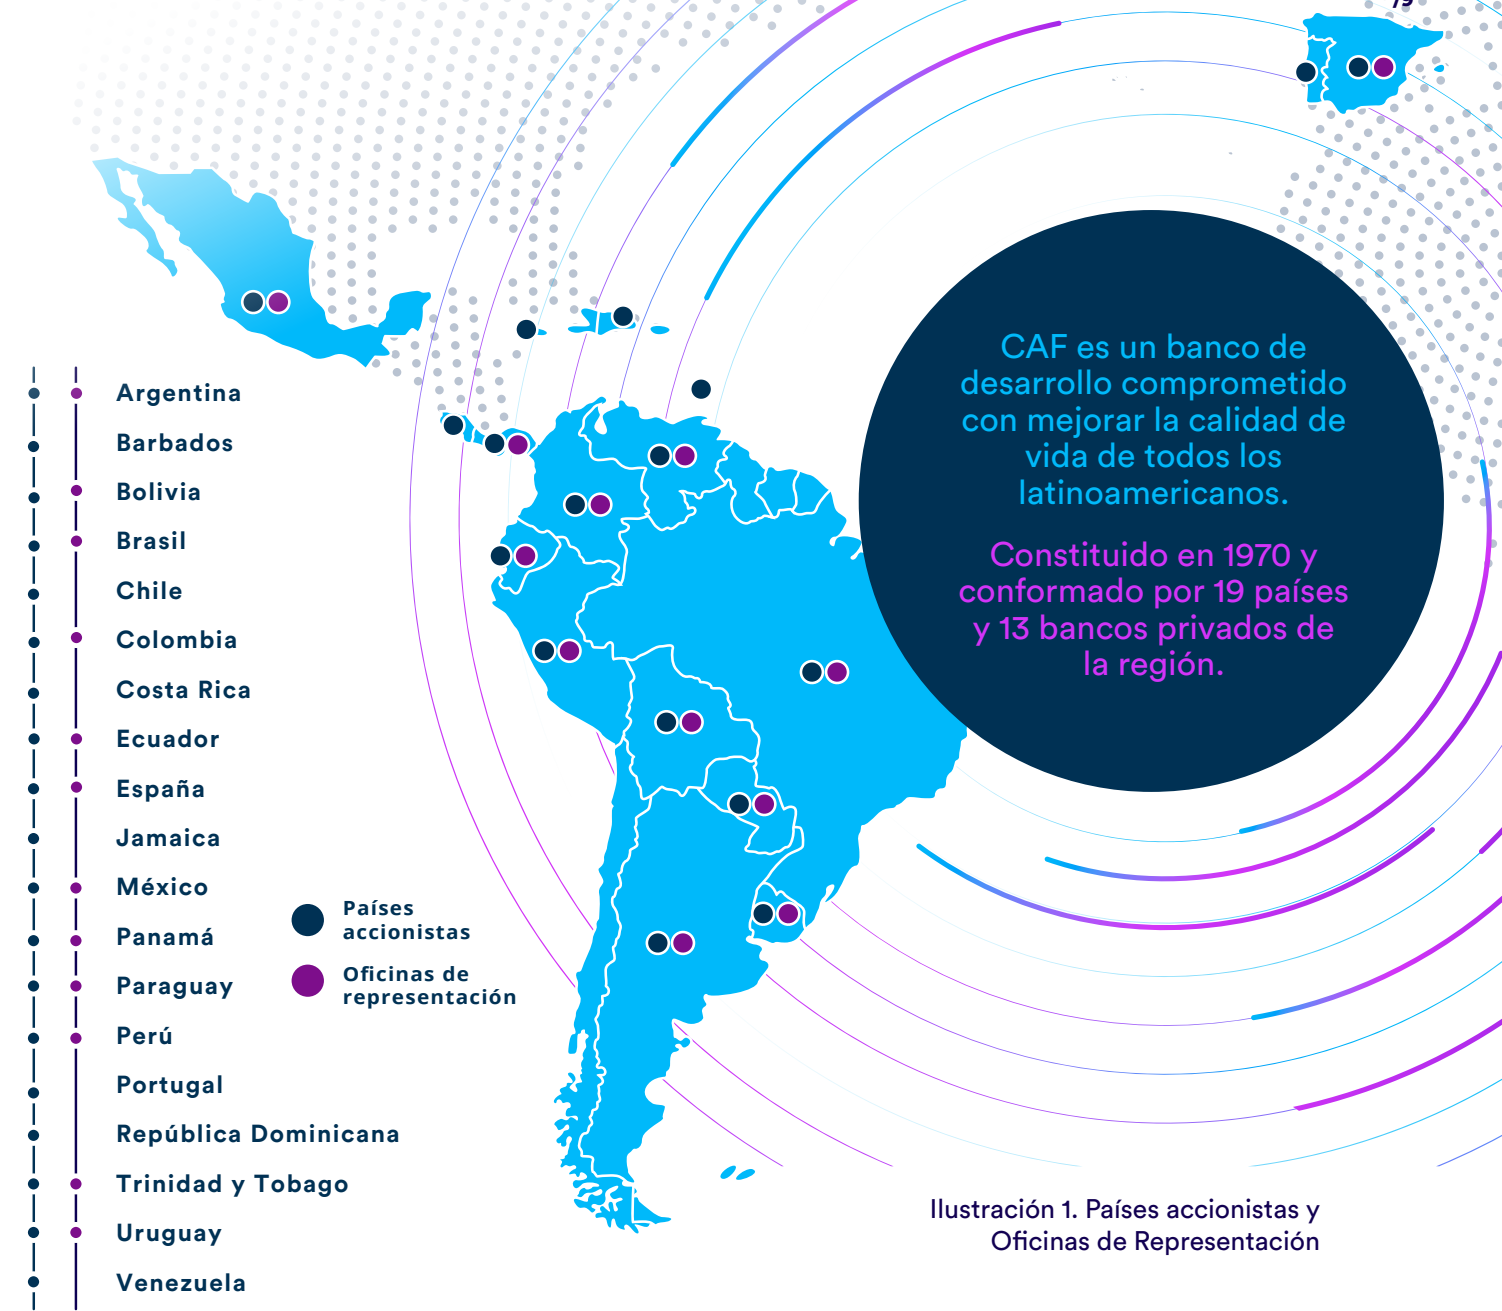 Argentina
Barbados
Bolivia
Brasil
Chile
Colombia
Costa Rica
Ecuador
España
Jamaica
México
Panamá
Paraguay
Perú
Portugal
República Dominicana
Trinidad y Tobago
Uruguay
Venezuela
Países
accionistas
Oficinas de
representación
CAF es un banco de
desarrollo comprometido
con mejorar la calidad de
vida de todos los
latinoamericanos.
Constituido en 1970 y
conformado por 19 países
y 13 bancos privados de
la región.
Ilustración 1. Países accionistas y
Oficinas de Representación